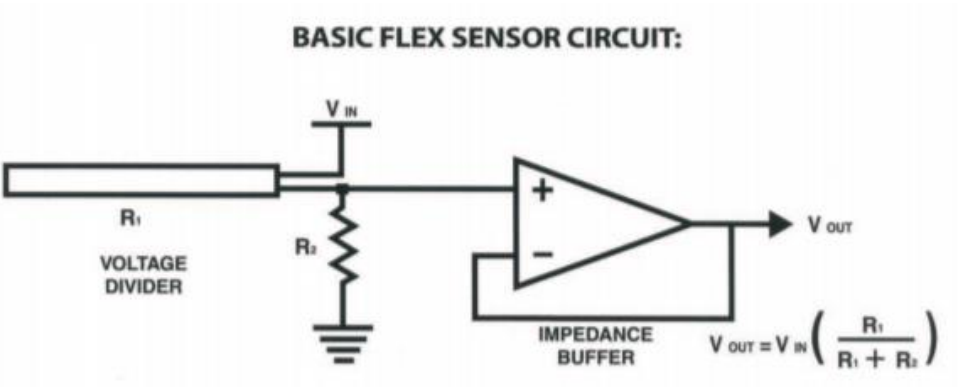 BASIC FLEX SENSOR CIRCUIT:
V IN
R1
VOLTAGE
DIVIDER
R2
+
−
V OUT
IMPEDANCE
BUFFER
V OUT = V IN ( R1 / R1 + R2 )